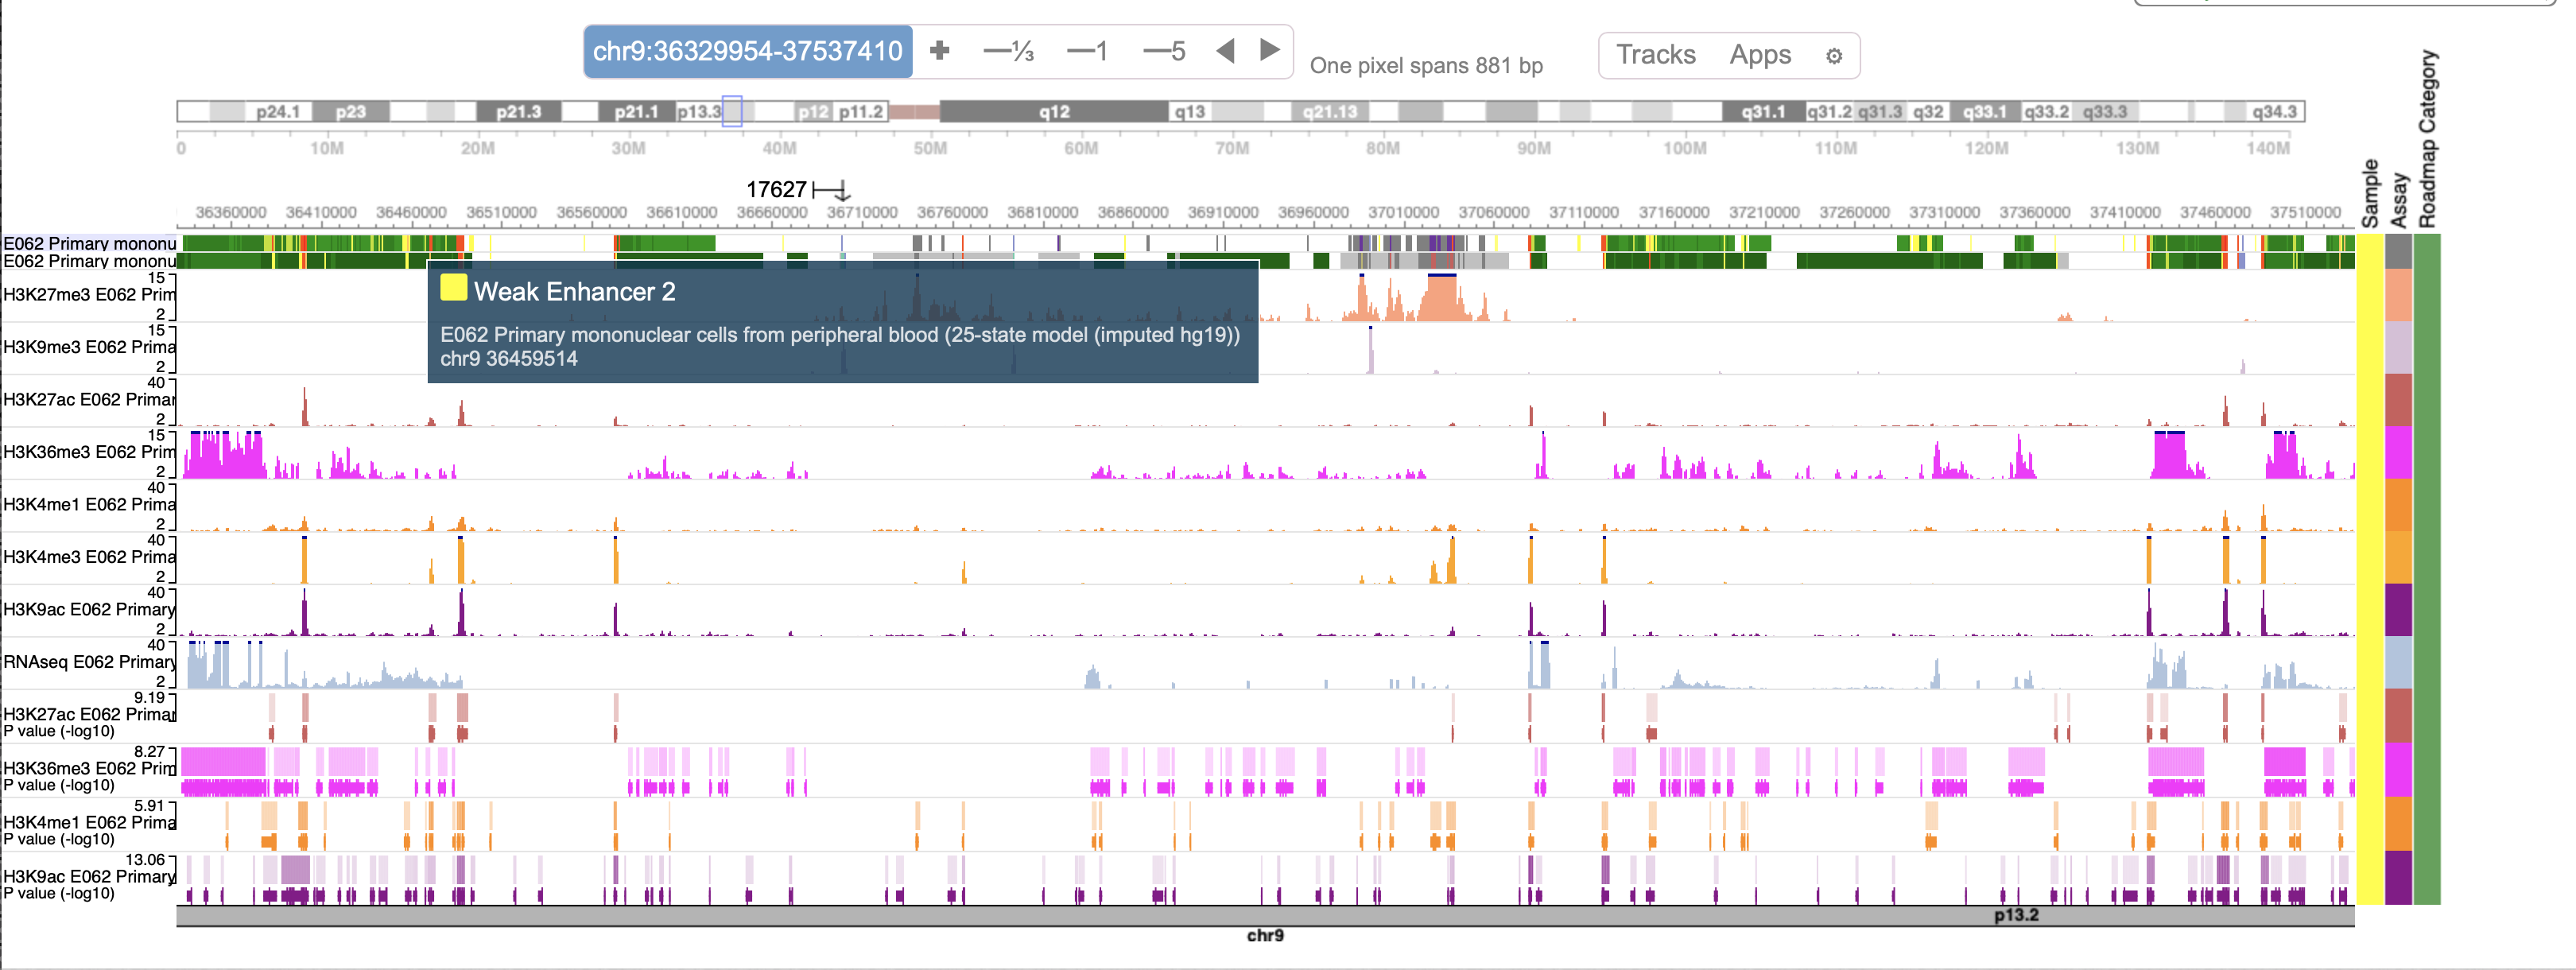 chr9:36329954-37537410 + —⅓ —1 —5 One pixel spans 881 bp Tracks Apps
p24.1 p23 p21.3 p21.1 p13.3 p12 p11.2 q12 q13 q21.13 q31.1 q31.2 q31.3 q32 q33.1 q33.2 q33.3 q34.3
0 10M 20M 30M 40M 50M 60M 70M 80M 90M 100M 110M 120M 130M 140M
Sample Assay Roadmap Category
17627
36360000 36410000 36460000 36510000 36560000 36610000 36660000 36710000 36760000 36810000 36860000 36910000 36960000 37010000 37060000 37110000 37160000 37210000 37260000 37310000 37360000 37410000 37460000 37510000
E062 Primary mononu
E062 Primary mononu
15
H3K27me3 E062 Prim
2
15
H3K9me3 E062 Prima
2
Weak Enhancer 2
E062 Primary mononuclear cells from peripheral blood (25-state model (imputed hg19))
chr9 36459514
40
H3K27ac E062 Primar
2
15
H3K36me3 E062 Prim
2
40
H3K4me1 E062 Prima
2
40
H3K4me3 E062 Prima
2
40
H3K9ac E062 Primary
2
40
RNAseq E062 Primary
2
9.19
H3K27ac E062 Primar
P value (-log10)
8.27
H3K36me3 E062 Prim
P value (-log10)
5.91
H3K4me1 E062 Prima
P value (-log10)
13.06
H3K9ac E062 Primary
P value (-log10)
p13.2
chr9